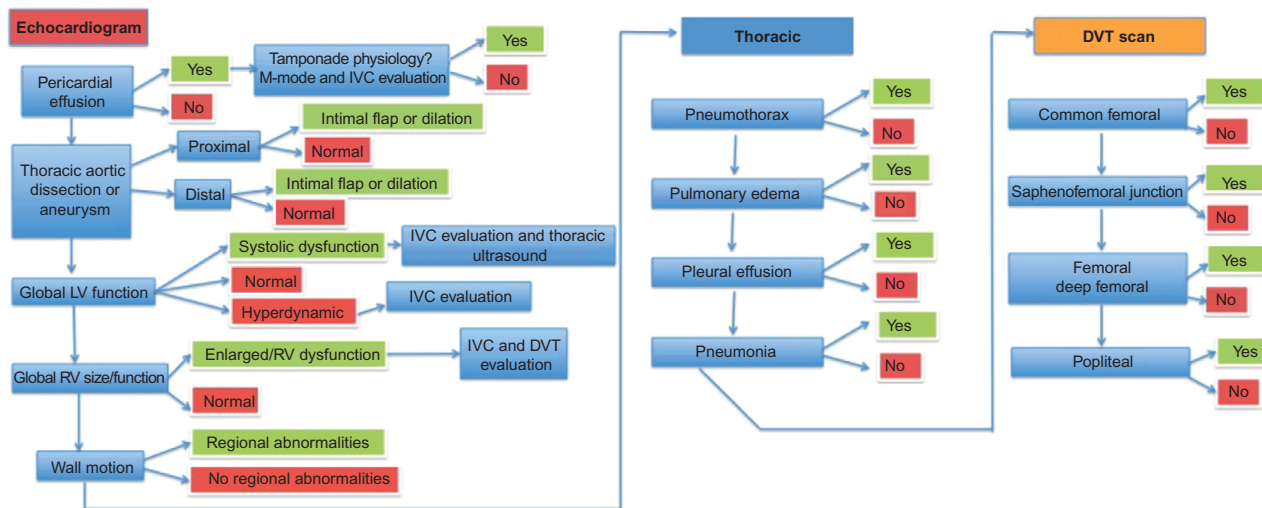 Echocardiogram
Pericardial
effusion
Yes
No
Tamponade physiology?
M-mode and IVC evaluation
Yes
No
Thoracic aortic
dissection or
aneurysm
Proximal
Intimal flap or dilation
Normal
Distal
Intimal flap or dilation
Normal
Global LV function
Systolic dysfunction
IVC evaluation and thoracic
ultrasound
Normal
Hyperdynamic
IVC evaluation
Global RV size/function
Enlarged/RV dysfunction
IVC and DVT
evaluation
Normal
Wall motion
Regional abnormalities
No regional abnormalities
Thoracic
Pneumothorax
Yes
No
Pulmonary edema
Yes
No
Pleural effusion
Yes
No
Pneumonia
Yes
No
DVT scan
Common femoral
Yes
No
Saphenofemoral junction
Yes
No
Femoral
deep femoral
Yes
No
Popliteal
Yes
No